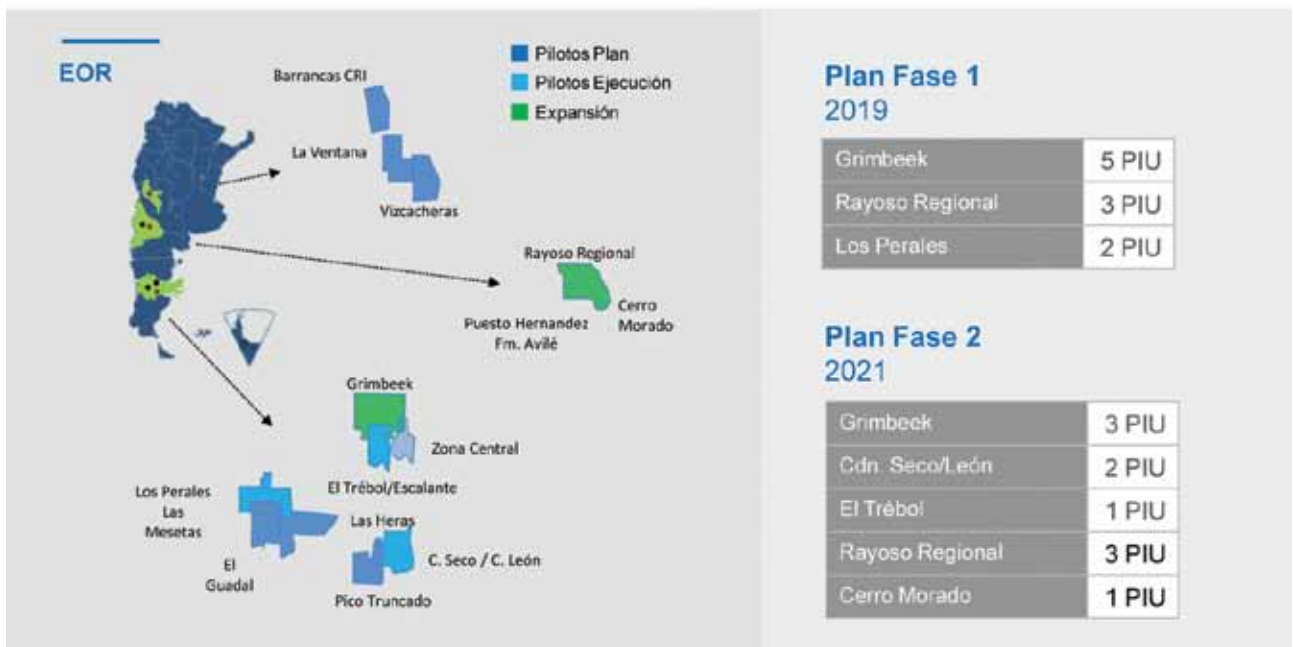 EOR
Pilotos Plan
Pilotos Ejecución
Expansión
Barrancas CRI
La Ventana
Vizcacheras
Rayoso Regional
Cerro
Morado
Puesto Hernandez
Fm. Avilé
Grimbeek
Zona Central
El Trébol/Escalante
Los Perales
Las
Mesetas
Las Heras
El
Guadal
C. Seco / C. León
Pico Truncado
Plan Fase 1
2019
Grimbeek 5 PIU
Rayoso Regional 3 PIU
Los Perales 2 PIU
Plan Fase 2
2021
Grimbeek 3 PIU
Cdn. Seco/León 2 PIU
El Trébol 1 PIU
Rayoso Regional 3 PIU
Cerro Morado 1 PIU